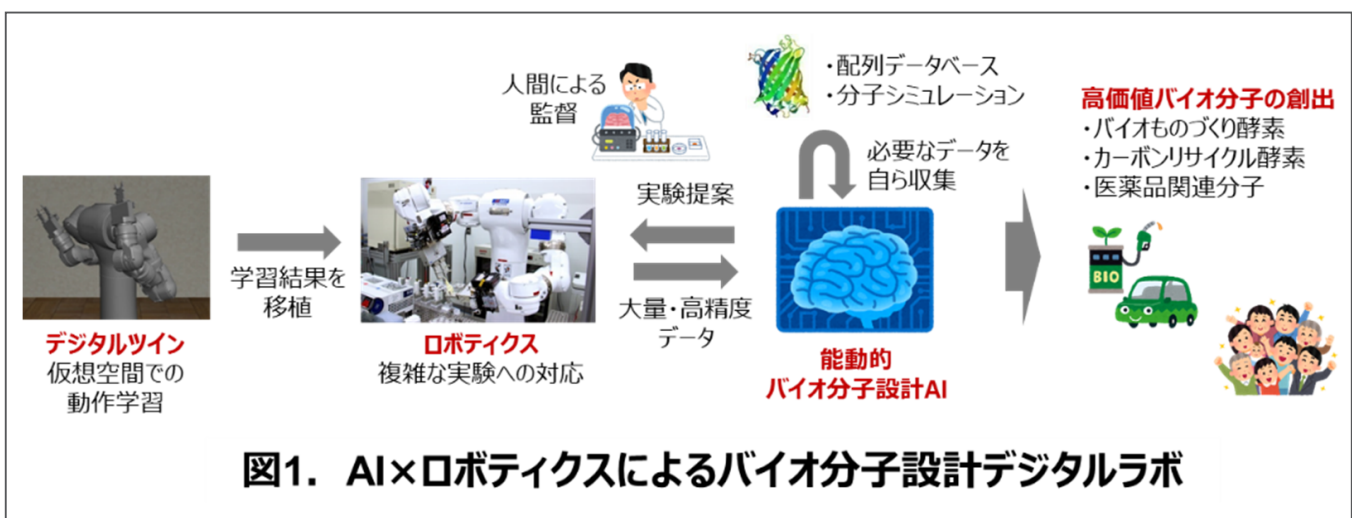 人間による
監督
・配列データベース
・分子シミュレーション
高価値バイオ分子の創出
・バイオものづくり酵素
・カーボンリサイクル酵素
・医薬品関連分子
必要なデータを
自ら収集
実験提案
学習結果を
移植
大量・高精度
データ
BIO
デジタルツイン
仮想空間での
動作学習
ロボティクス
複雑な実験への対応
能動的
バイオ分子設計AI
図1. AI×ロボティクスによるバイオ分子設計デジタルラボ